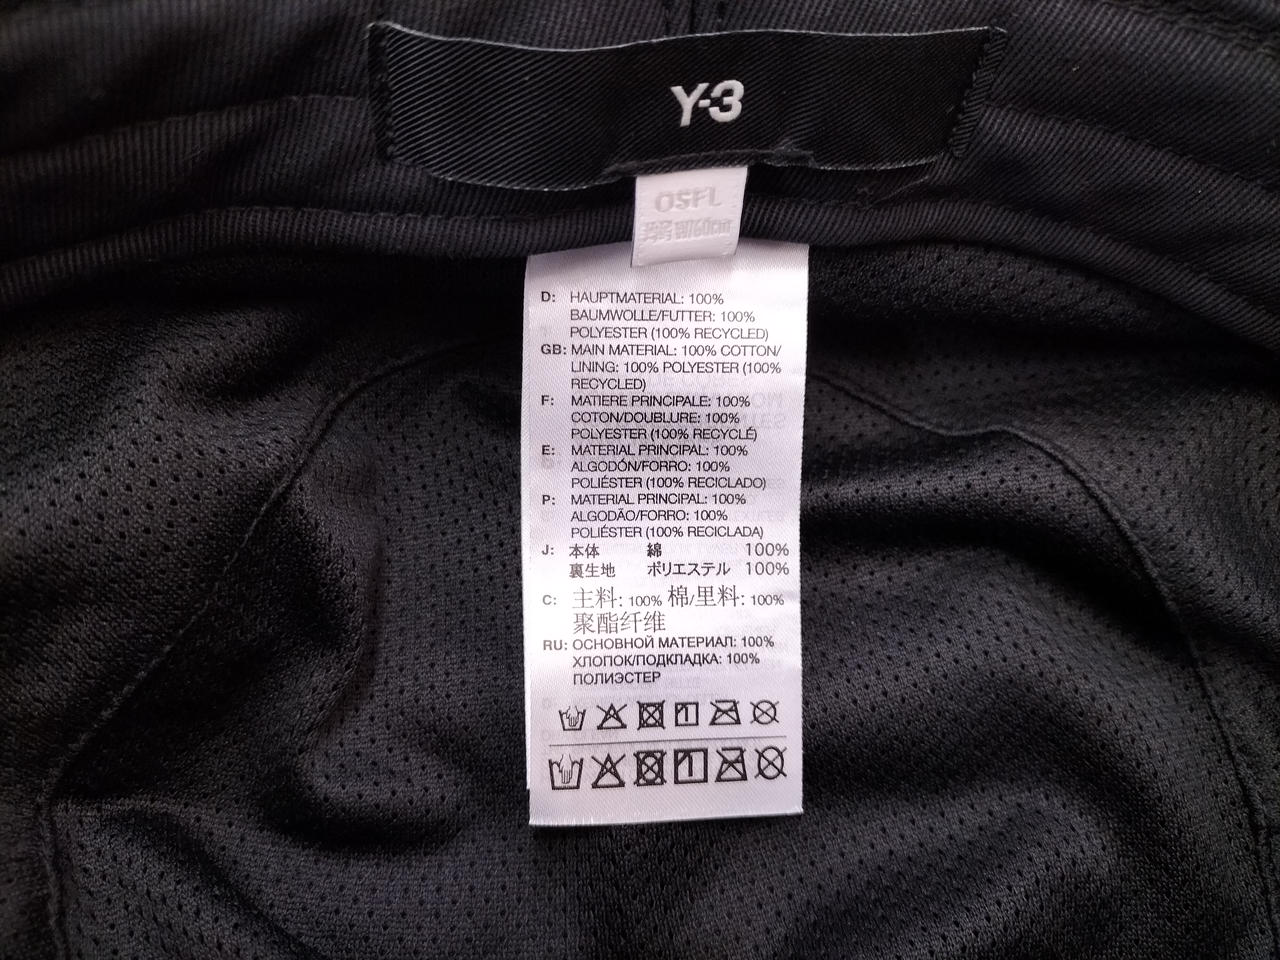 Y-3
OSFL
D: HAUPTMATERIAL: 100%
BAUMWOLLE/FUTTER: 100%
POLYESTER (100% RECYCLED)
GB: MAIN MATERIAL: 100% COTTON/
LINING: 100% POLYESTER (100%
RECYCLED)
F: MATIERE PRINCIPALE: 100%
COTON/DOUBLURE: 100%
POLYESTER (100% RECYCLÉ)
E: MATERIAL PRINCIPAL: 100%
ALGODÓN/FORRO: 100%
POLIÉSTER (100% RECICLADO)
P: MATERIAL PRINCIPAL: 100%
ALGODÃO/FORRO: 100%
POLIÉSTER (100% RECICLADA)
J: 本体 綿 100%
裏生地 ポリエステル 100%
C: 主料: 100% 棉/里料: 100%
聚酯纤维
RU: ОСНОВНОЙ МАТЕРИАЛ: 100%
ХЛОПОК/ПОДКЛАДКА: 100%
ПОЛИЭСТЕР